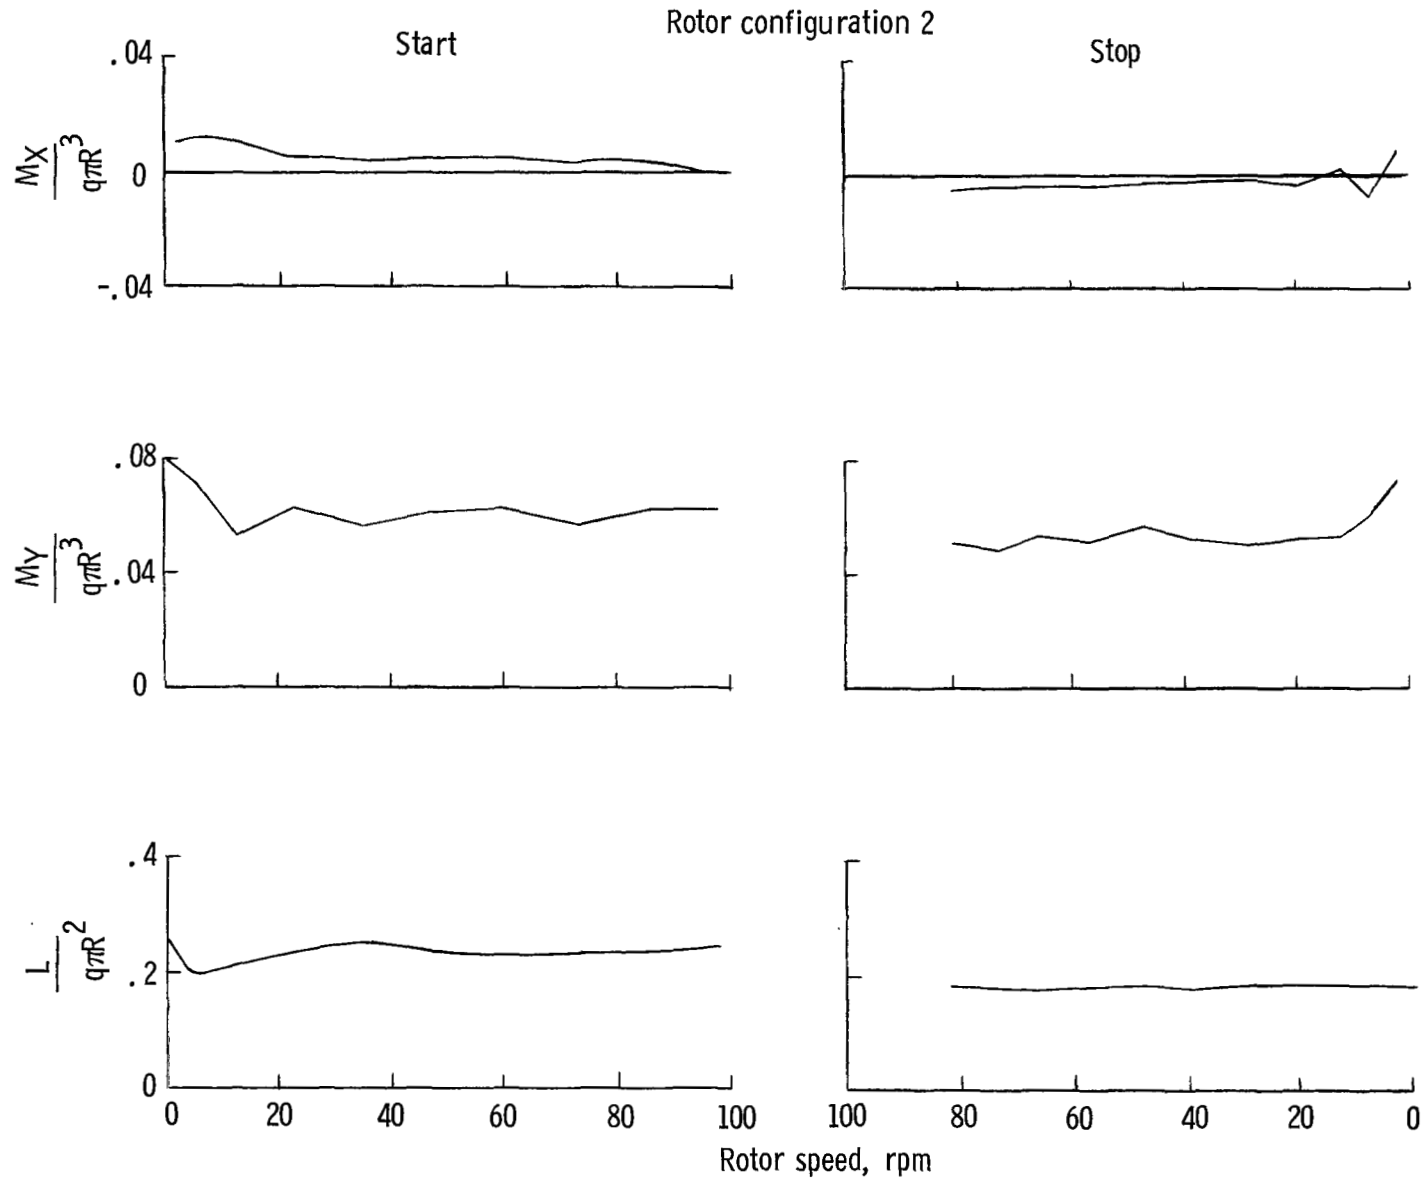 Rotor configuration 2
Start
Stop
.04
0
-.04
MX
qπR3
.08
.04
0
MY
qπR3
.4
.2
0
L
qπR2
0 20 40 60 80 100
100 80 60 40 20 0
Rotor speed, rpm